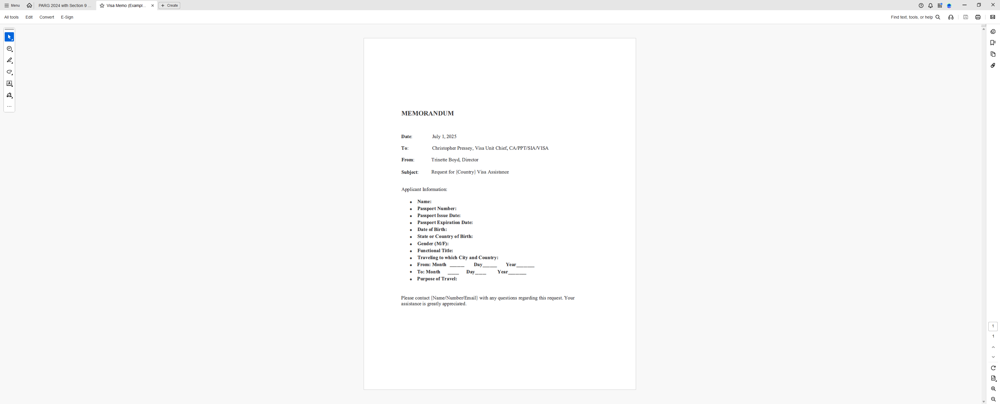 Menu
PARG 2024 with Section 9 ...
Visa Memo (Exampl...
Create
All tools Edit Convert E-Sign
Find text, tools, or help
MEMORANDUM
Date: July 1, 2025
To: Christopher Pressey, Visa Unit Chief, CA/PPT/SIA/VISA
From: Trinette Boyd, Director
Subject: Request for {Country} Visa Assistance
Applicant Information:
• Name:
• Passport Number:
• Passport Issue Date:
• Passport Expiration Date:
• Date of Birth:
• State or Country of Birth:
• Gender (M/F):
• Functional Title:
• Traveling to which City and Country:
• From: Month ______ Day______ Year________
• To: Month _____ Day_____ Year________
• Purpose of Travel:
Please contact {Name/Number/Email} with any questions regarding this request. Your
assistance is greatly appreciated.
1
1